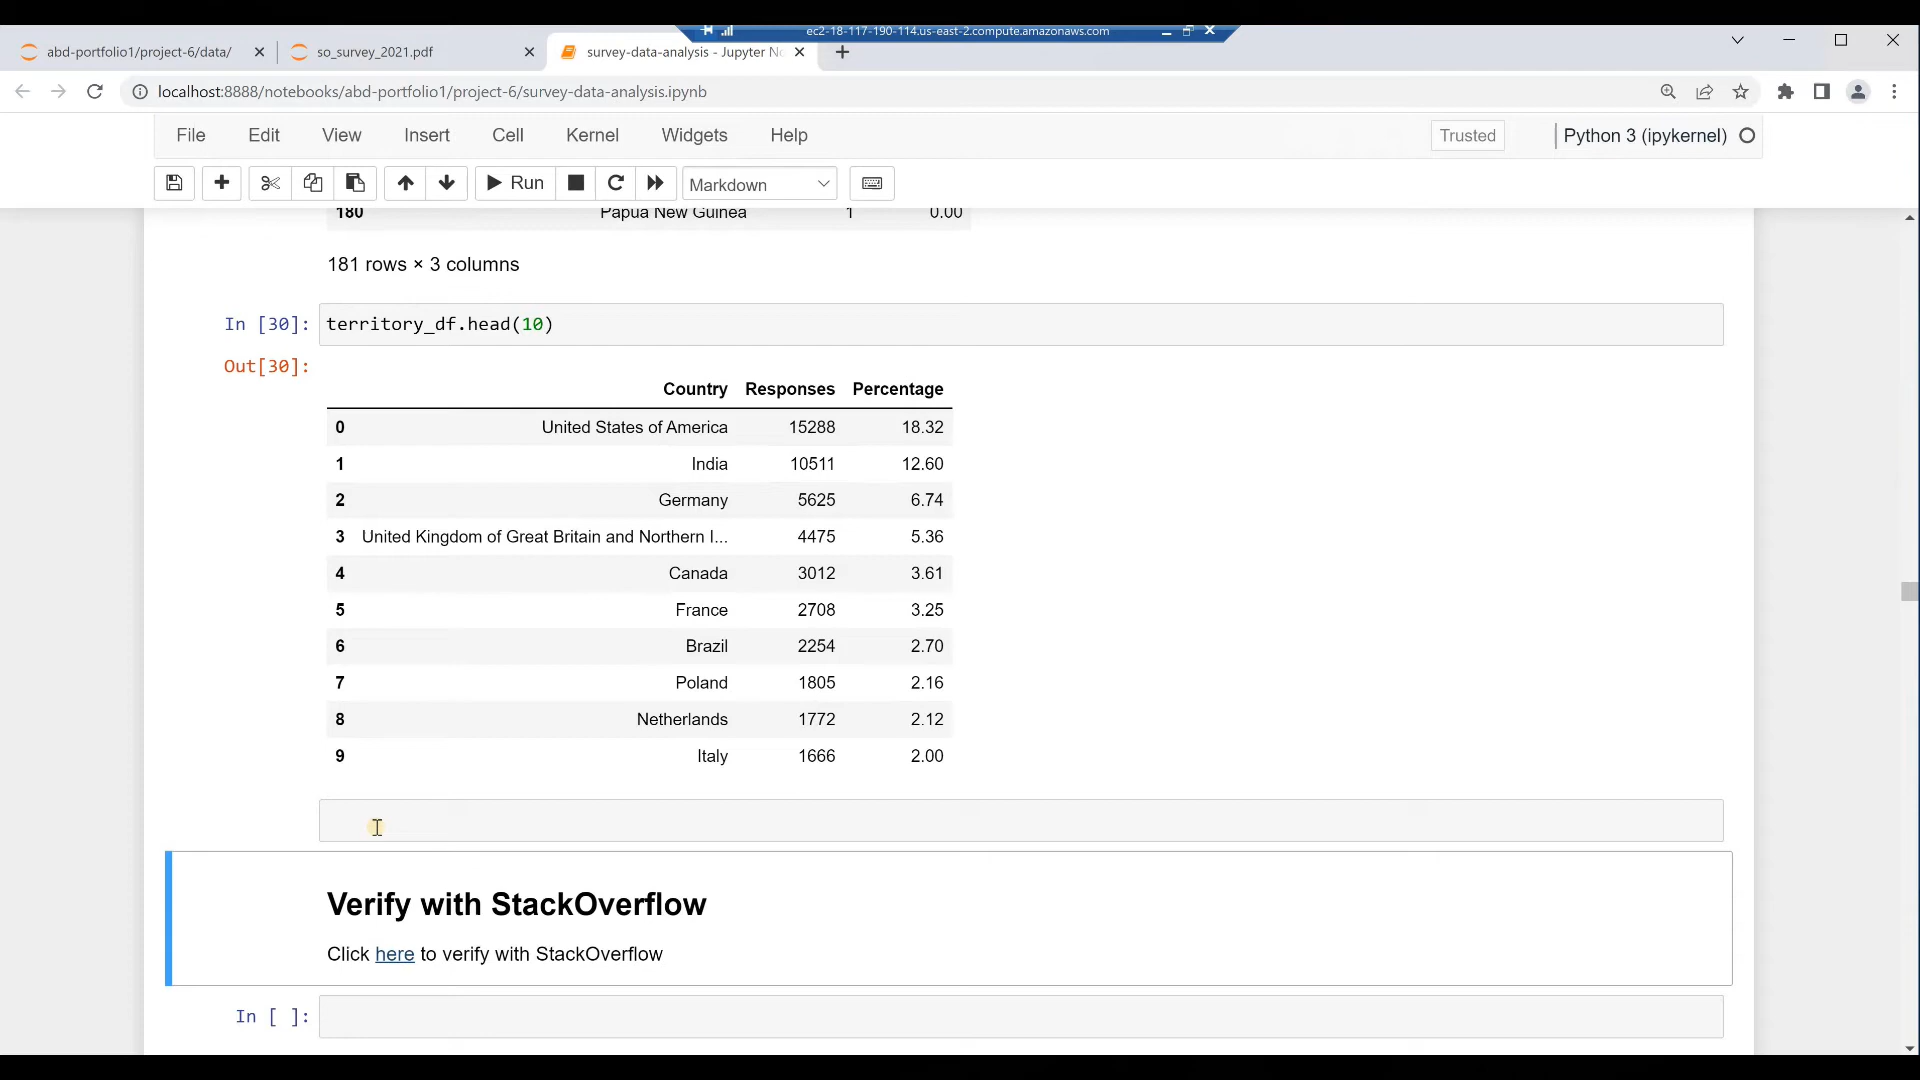 ec2-18-117-190-114.us-east-2.compute.amazonaws.com
abd-portfolio1/project-6/data/
so_survey_2021.pdf
survey-data-analysis - Jupyter No
localhost:8888/notebooks/abd-portfolio1/project-6/survey-data-analysis.ipynb
File Edit View Insert Cell Kernel Widgets Help Trusted Python 3 (ipykernel)
Run Markdown
180 Papua New Guinea 1 0.00
181 rows × 3 columns
In [30]: territory_df.head(10)
Out[30]:
Country Responses Percentage
0 United States of America 15288 18.32
1 India 10511 12.60
2 Germany 5625 6.74
3 United Kingdom of Great Britain and Northern I... 4475 5.36
4 Canada 3012 3.61
5 France 2708 3.25
6 Brazil 2254 2.70
7 Poland 1805 2.16
8 Netherlands 1772 2.12
9 Italy 1666 2.00
Verify with StackOverflow
Click here to verify with StackOverflow
In [ ]: